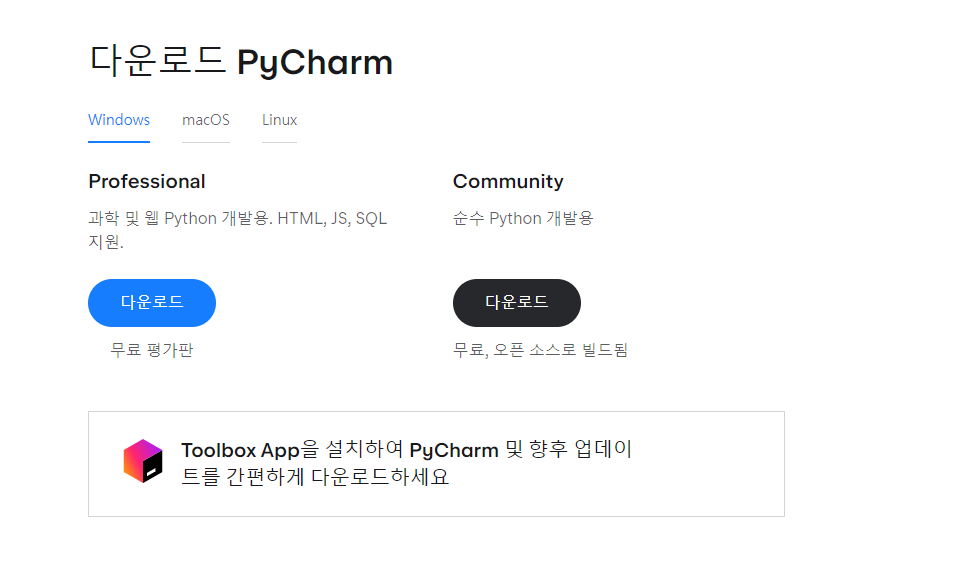 다운로드 PyCharm
Windows
macOS
Linux
Professional
과학 및 웹 Python 개발용. HTML, JS, SQL
지원.
다운로드
무료 평가판
Community
순수 Python 개발용
다운로드
무료, 오픈 소스로 빌드됨
Toolbox App을 설치하여 PyCharm 및 향후 업데이
트를 간편하게 다운로드하세요